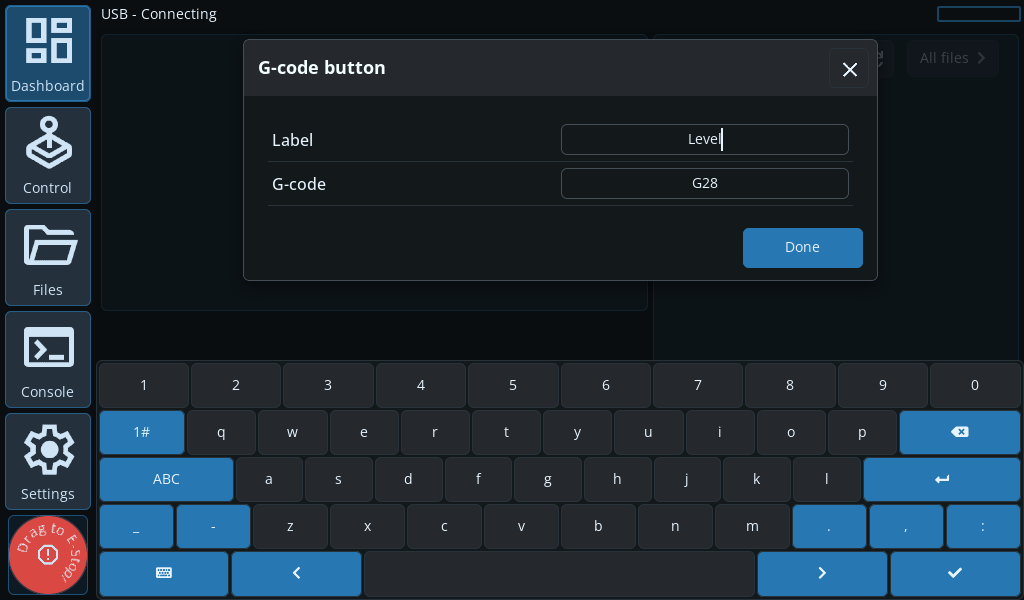 USB - Connecting
Dashboard
Control
Files
Console
Settings
Drag to E-Stop!
All files
G-code button
Label
Level
G-code
G28
Done
1 2 3 4 5 6 7 8 9 0
1# q w e r t y u i o p
ABC a s d f g h j k l
_ - z x c v b n m . , :